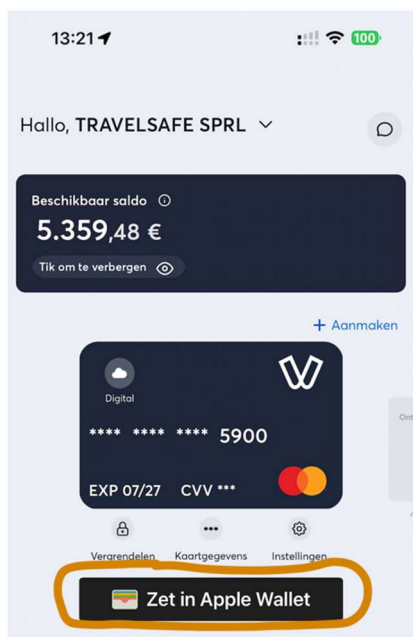 13:21
100
Hallo, TRAVELSAFE SPRL
Beschikbaar saldo
5.359,48 €
Tik om te verbergen
+ Aanmaken
Digital
**** **** **** 5900
EXP 07/27 CVV ***
Vergrendelen Kaartgegevens Instellingen
Zet in Apple Wallet